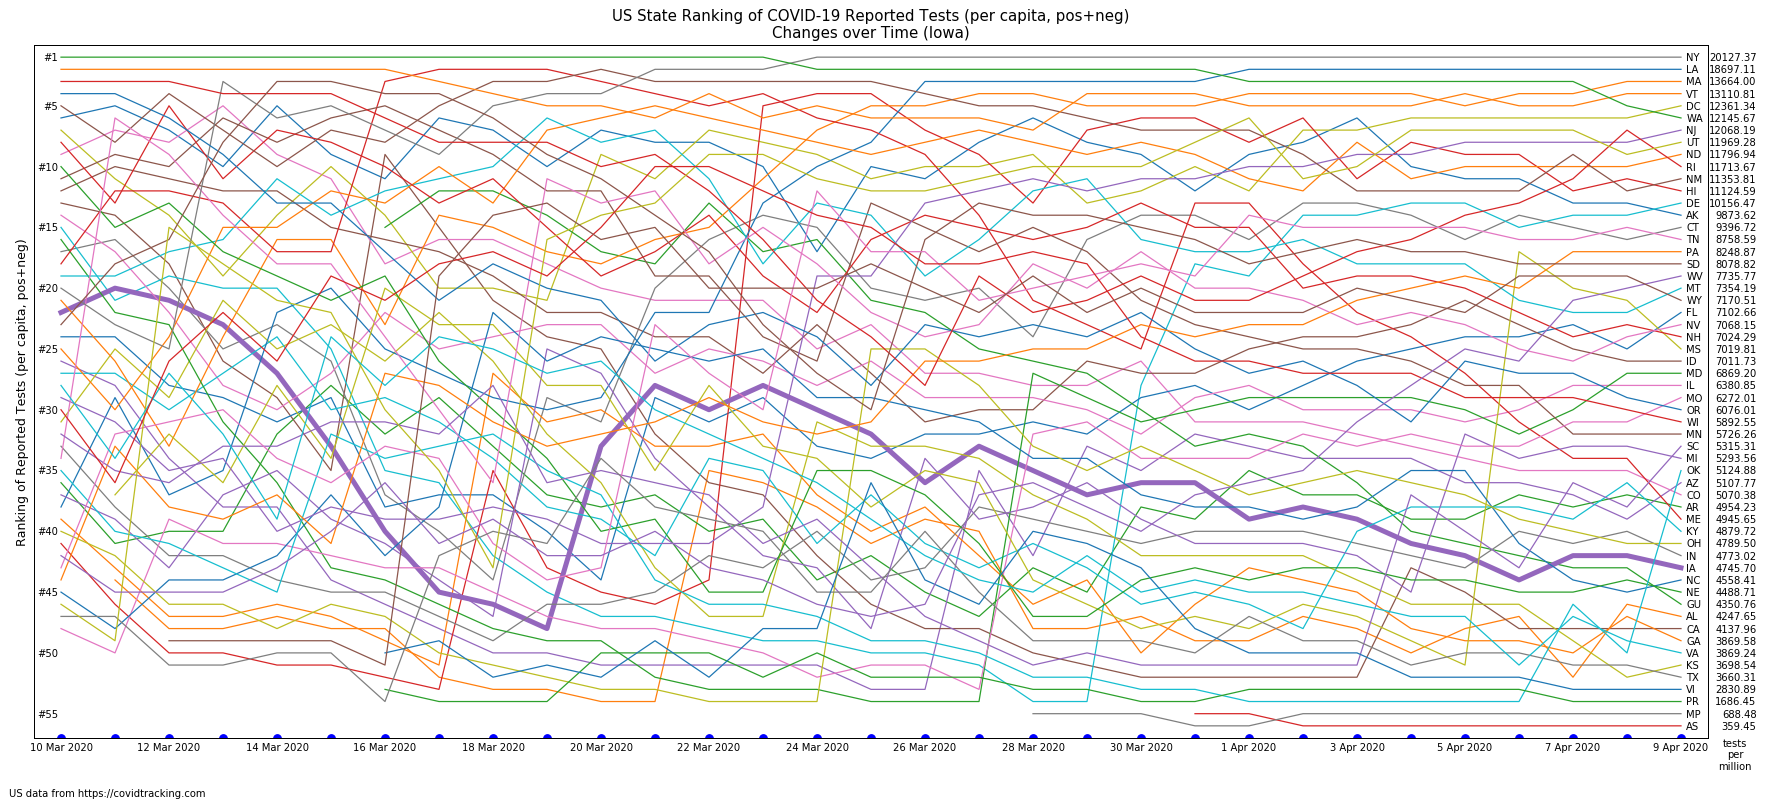 US State Ranking of COVID-19 Reported Tests (per capita, pos+neg)
Changes over Time (Iowa)
Ranking of Reported Tests (per capita, pos+neg)
#1
#5
#10
#15
#20
#25
#30
#35
#40
#45
#50
#55
NY 20127.37
LA 18697.11
MA 13664.00
VT 13110.81
DC 12361.34
WA 12145.67
NJ 12068.19
UT 11969.28
ND 11796.94
RI 11713.67
NM 11353.81
HI 11124.59
DE 10156.47
AK 9873.62
CT 9396.72
TN 8758.59
PA 8248.87
SD 8078.82
WV 7735.77
MT 7354.19
WY 7170.51
FL 7102.66
NV 7068.15
NH 7024.29
MS 7019.81
ID 7011.73
MD 6869.20
IL 6380.85
MO 6272.01
OR 6076.01
WI 5892.55
MN 5726.26
SC 5315.31
MI 5293.56
OK 5124.88
AZ 5107.77
CO 5070.38
AR 4954.23
ME 4945.65
KY 4879.72
OH 4789.50
IN 4773.02
IA 4745.70
NC 4558.41
NE 4488.71
GU 4350.76
AL 4247.65
CA 4137.96
GA 3869.58
VA 3869.24
KS 3698.54
TX 3660.31
VI 2830.89
PR 1686.45
MP 688.48
AS 359.45
10 Mar 2020 12 Mar 2020 14 Mar 2020 16 Mar 2020 18 Mar 2020 20 Mar 2020 22 Mar 2020 24 Mar 2020 26 Mar 2020 28 Mar 2020 30 Mar 2020 1 Apr 2020 3 Apr 2020 5 Apr 2020 7 Apr 2020 9 Apr 2020
tests
per
million
US data from https://covidtracking.com